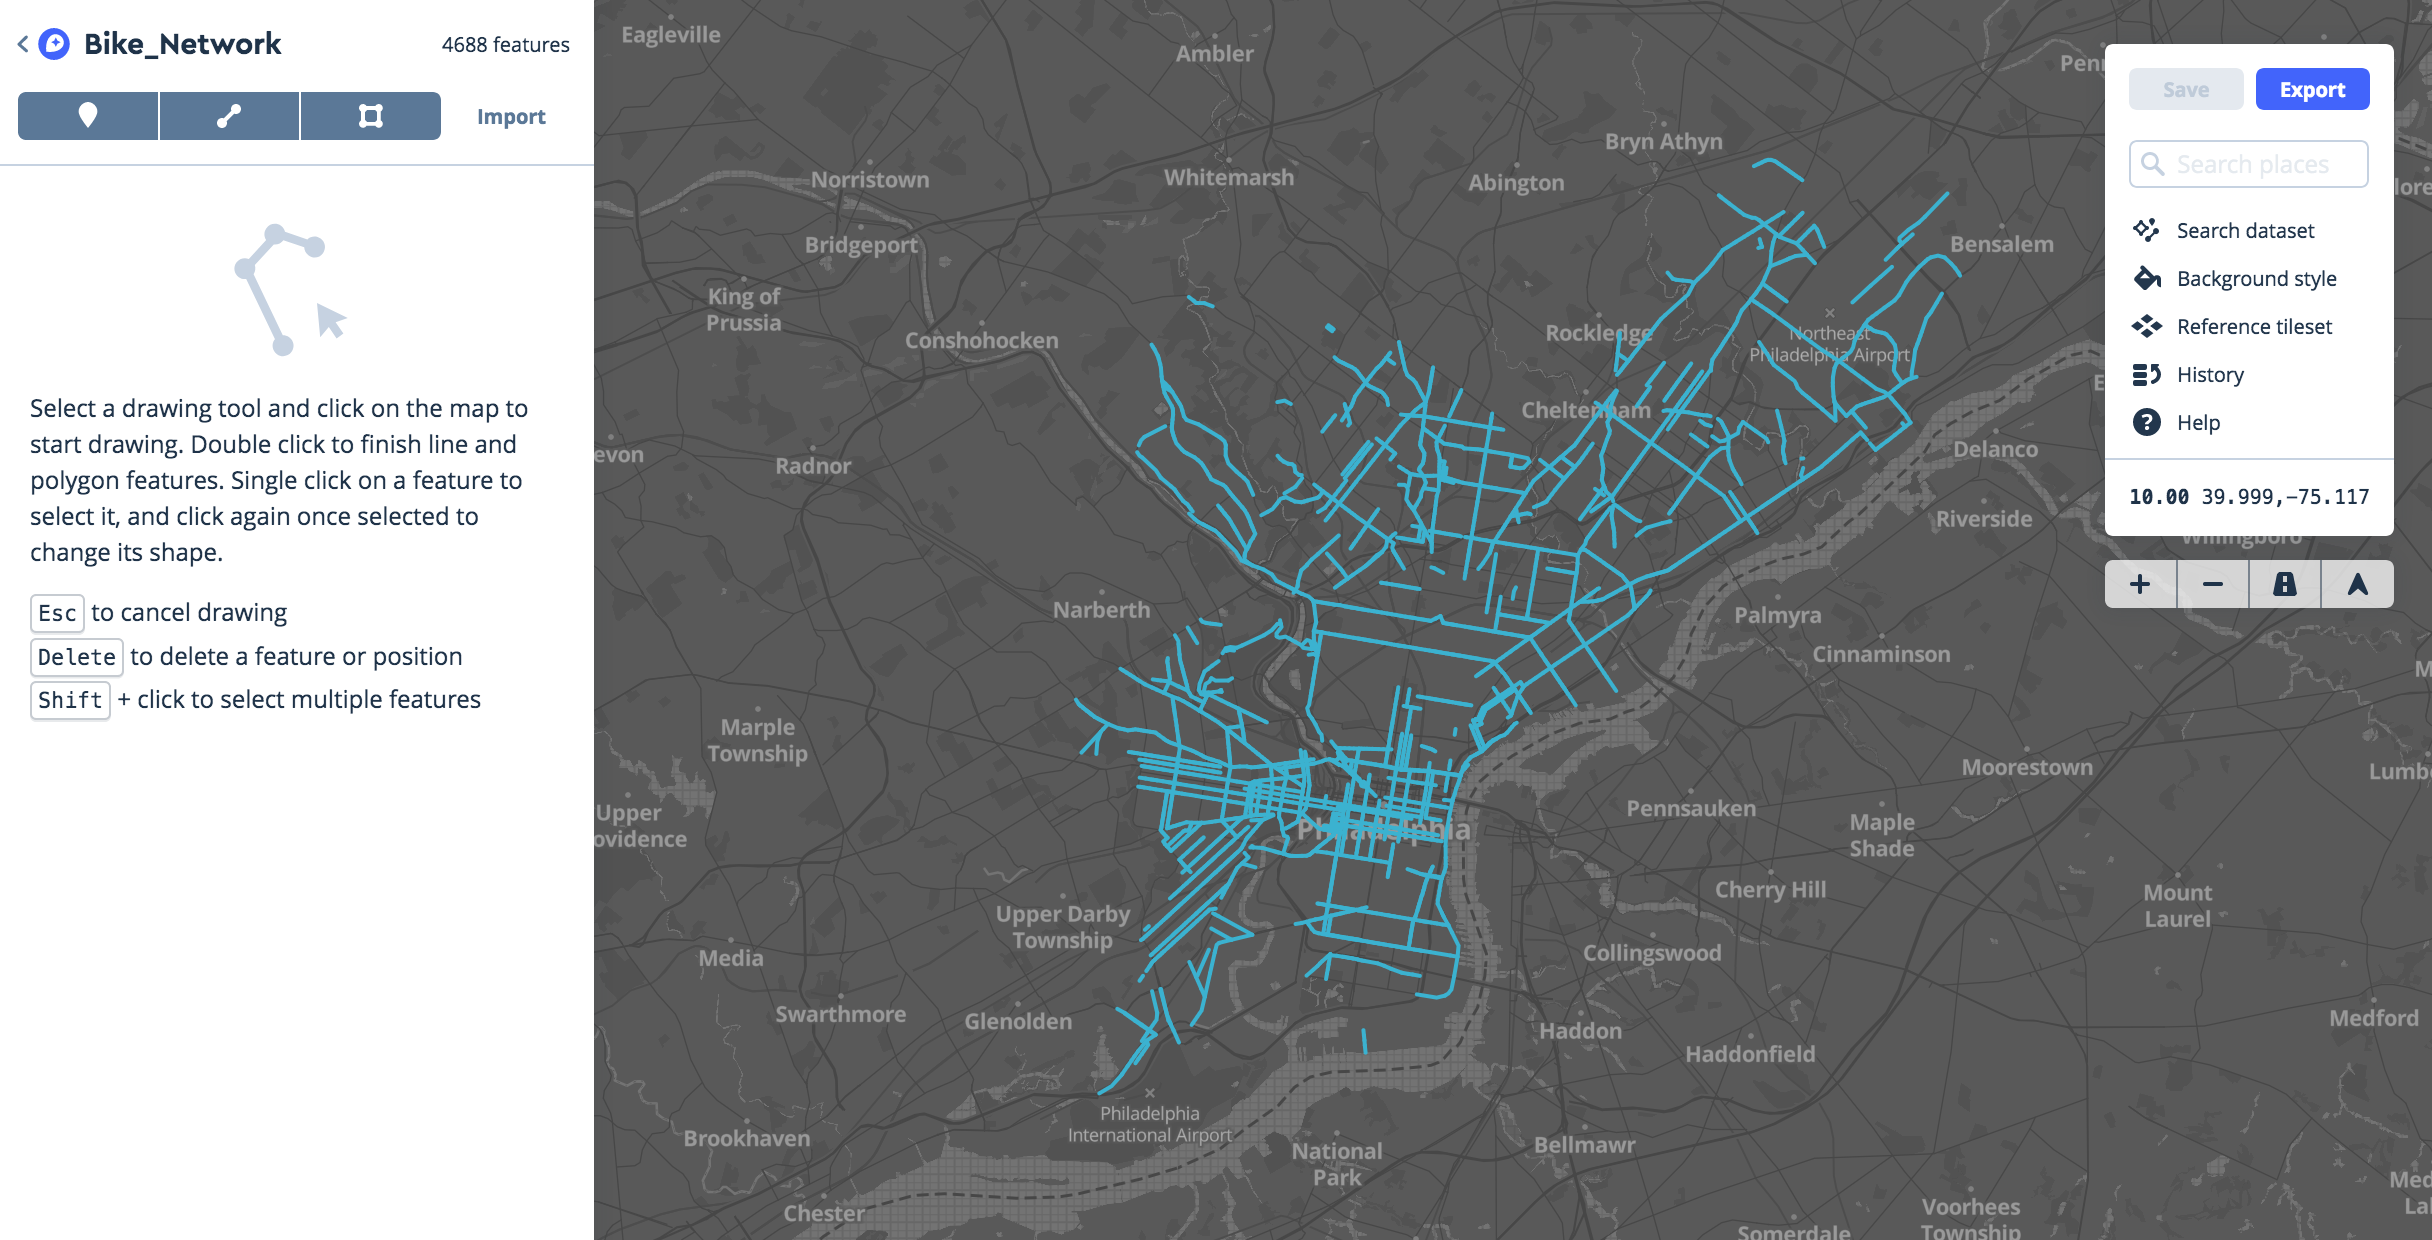 Bike_Network
4688 features
Import
Select a drawing tool and click on the map to
start drawing. Double click to finish line and
polygon features. Single click on a feature to
select it, and click again once selected to
change its shape.
Esc to cancel drawing
Delete to delete a feature or position
Shift + click to select multiple features
Save
Export
Search places
Search dataset
Background style
Reference tileset
History
? Help
10.00 39.999,-75.117
Eagleville
Ambler
Bryn Athyn
Norristown
Whitemarsh
Abington
Bridgeport
Bensalem
King of
Prussia
Conshohocken
Rockledge
Northeast
Philadelphia Airport
Cheltenham
evon
Radnor
Delanco
Riverside
Willingboro
Narberth
Palmyra
Cinnaminson
Marple
Township
Moorestown
Lumb
Upper
ovidence
Pennsauken
Maple
Shade
Philadelphia
Cherry Hill
Mount
Laurel
Upper Darby
Township
Media
Collingswood
Swarthmore
Glenolden
Haddon
Medford
Haddonfield
Philadelphia
International Airport
Brookhaven
National
Park
Bellmawr
Med
Chester
Voorhees
Township
Somerdale